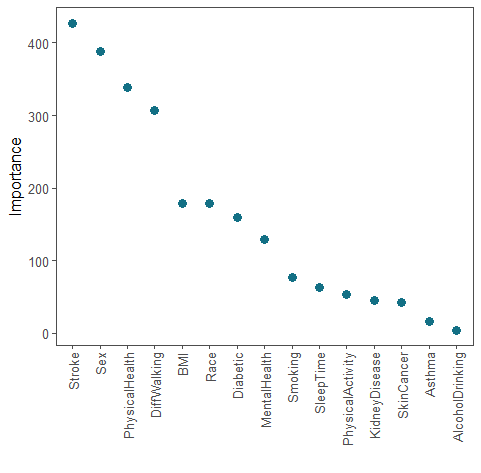 Importance
400
300
200
100
0
Stroke
Sex
PhysicalHealth
DiffWalking
BMI
Race
Diabetic
MentalHealth
Smoking
SleepTime
PhysicalActivity
KidneyDisease
SkinCancer
Asthma
AlcoholDrinking